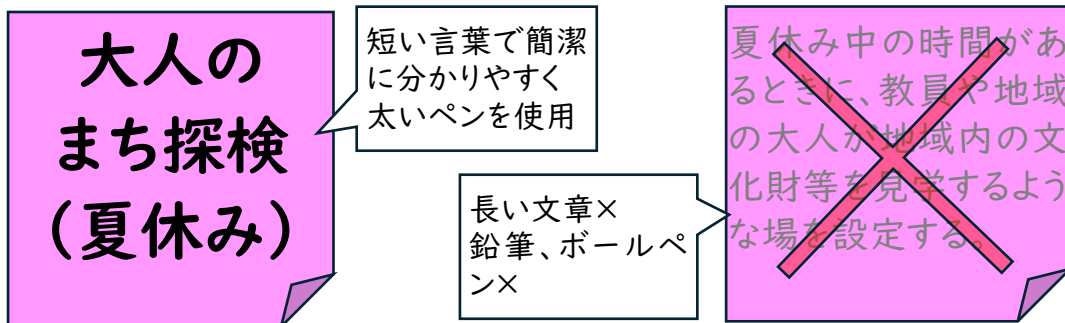 大人の
まち探検
(夏休み)
短い言葉で簡潔
に分かりやすく
太いペンを使用
長い文章×
鉛筆、ボールペ
ン×
夏休み中の時間があ
るときに、教員や地域
の大人が地域内の文
化財等を見学するよう
な場を設定する。